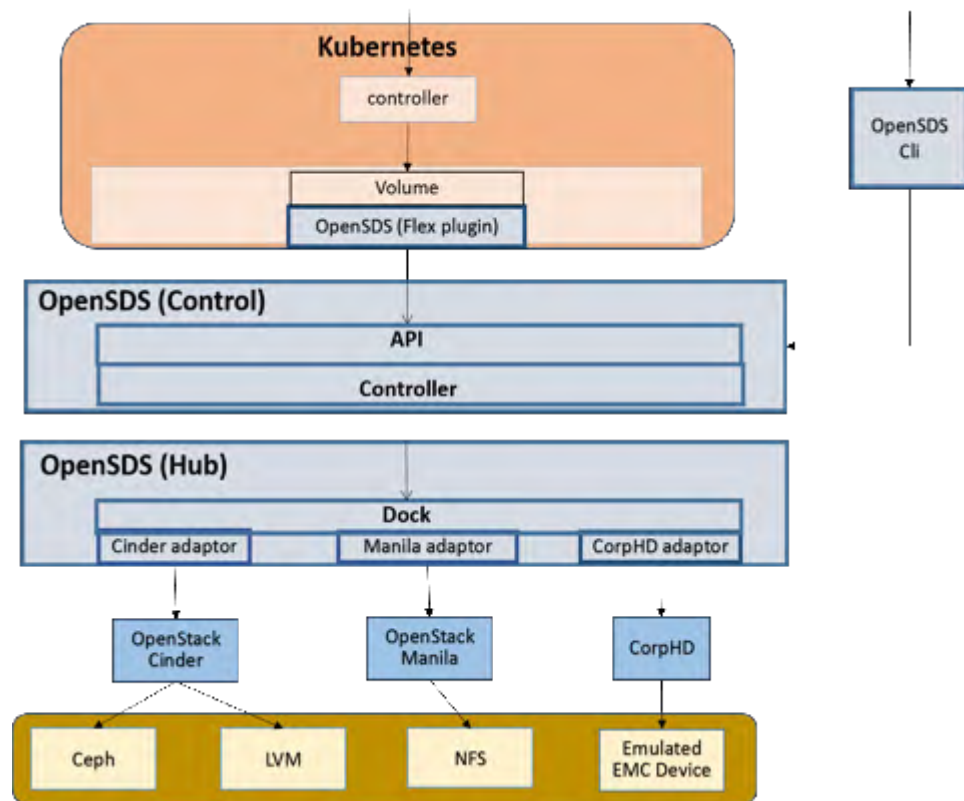 Kubernetes
controller
Volume
OpenSDS (Flex plugin)
OpenSDS
Cli
OpenSDS (Control)
API
Controller
OpenSDS (Hub)
Dock
Cinder adaptor
Manila adaptor
CorpHD adaptor
OpenStack
Cinder
OpenStack
Manila
CorpHD
Ceph
LVM
NFS
Emulated
EMC Device